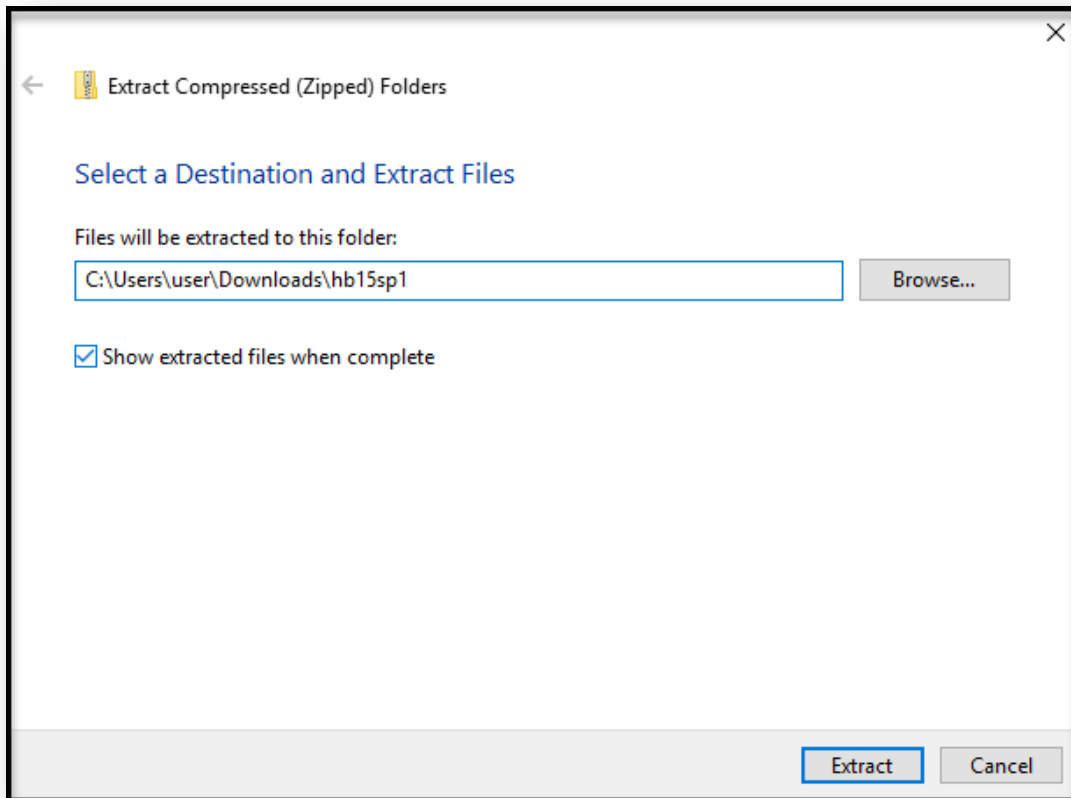 Extract Compressed (Zipped) Folders
Select a Destination and Extract Files
Files will be extracted to this folder:
C:\Users\user\Downloads\hb15sp1
Browse...
Show extracted files when complete
Extract
Cancel